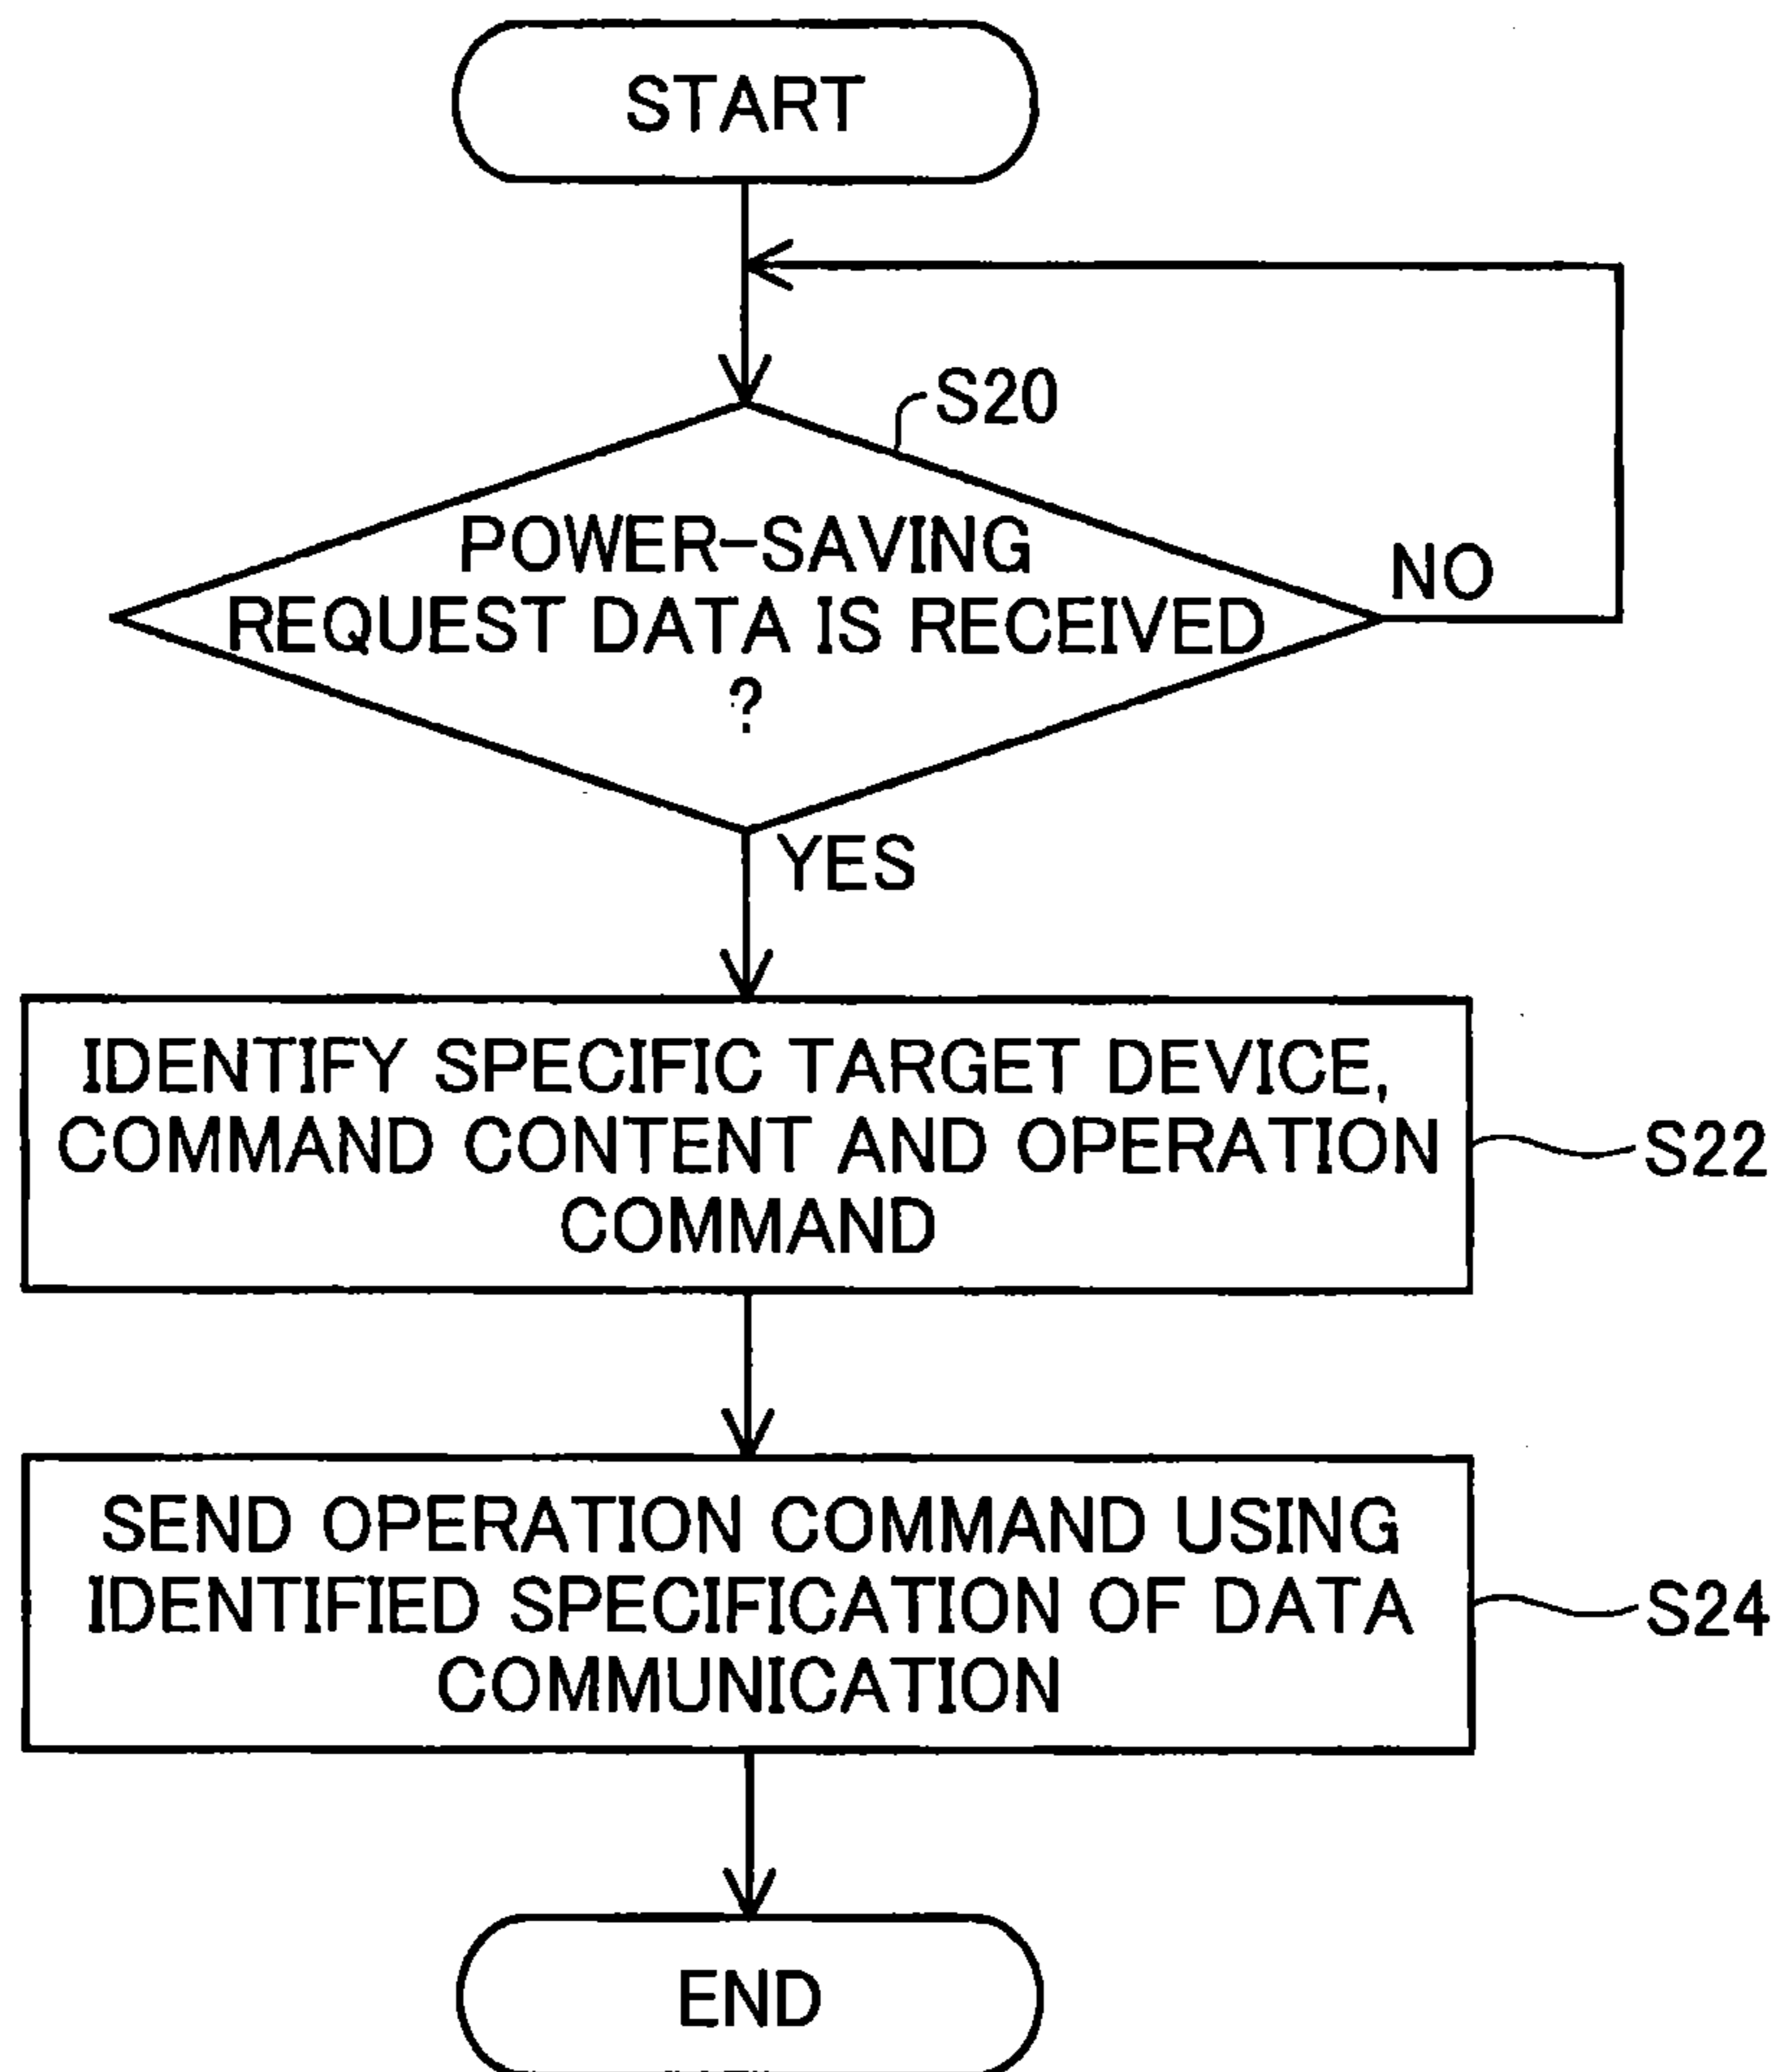 START
S20
POWER-SAVING
REQUEST DATA IS RECEIVED
?
NO
YES
IDENTIFY SPECIFIC TARGET DEVICE,
COMMAND CONTENT AND OPERATION
COMMAND
S22
SEND OPERATION COMMAND USING
IDENTIFIED SPECIFICATION OF DATA
COMMUNICATION
S24
END